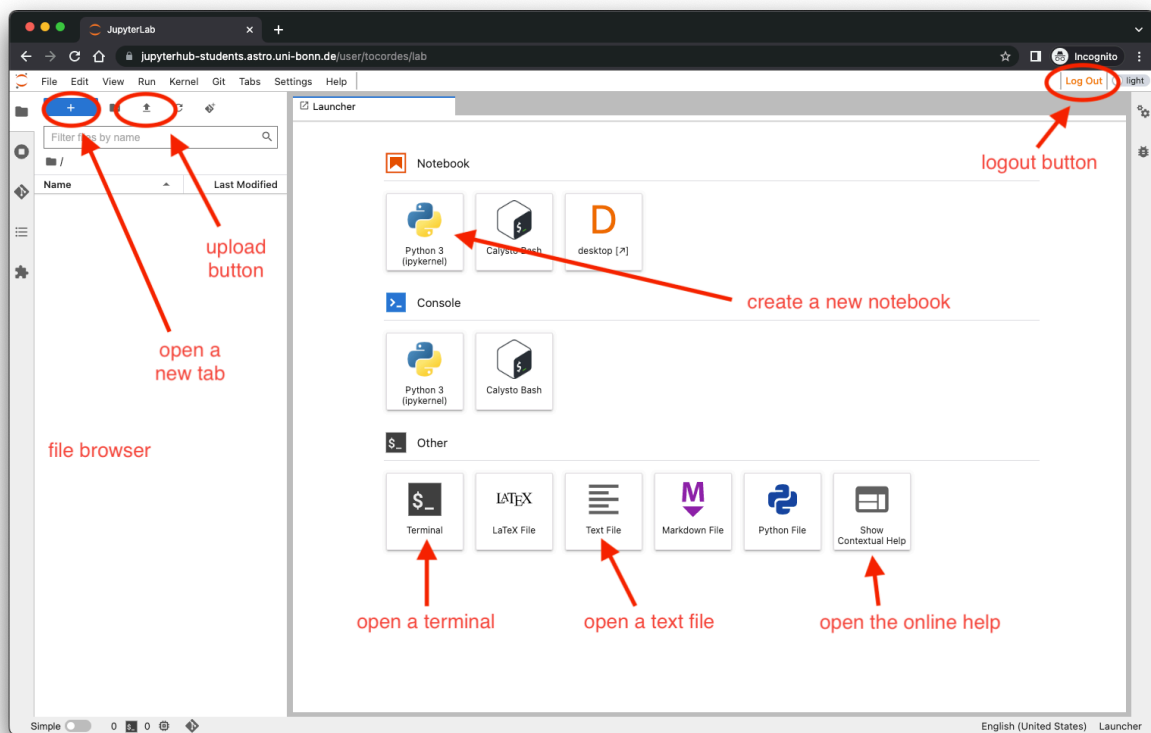 JupyterLab
jupyterhub-students.astro.uni-bonn.de/user/tocordes/lab
Incognito
File Edit View Run Kernel Git Tabs Settings Help
Log Out
light
Launcher
Filter files by name
/
Name
Last Modified
logout button
upload
button
open a
new tab
file browser
Notebook
Python 3
(ipykernel)
Calysto Bash
D
desktop [↗]
create a new notebook
>_ Console
Python 3
(ipykernel)
$_
Calysto Bash
$_ Other
$_
Terminal
LATEX
LaTeX File
Text File
M
Markdown File
Python File
Show
Contextual Help
open a terminal
open a text file
open the online help
Simple 0 $_ 0
English (United States) Launcher